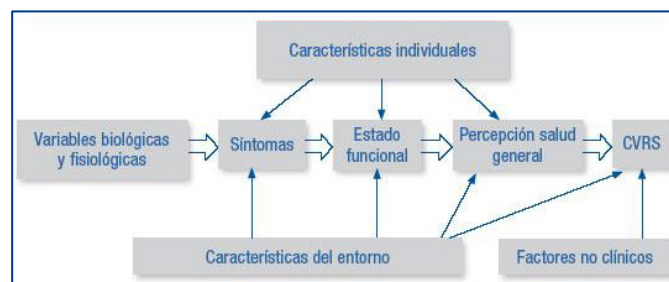 Características individuales
Variables biológicas
y fisiológicas
Síntomas
Estado
funcional
Percepción salud
general
CVRS
Características del entorno
Factores no clínicos